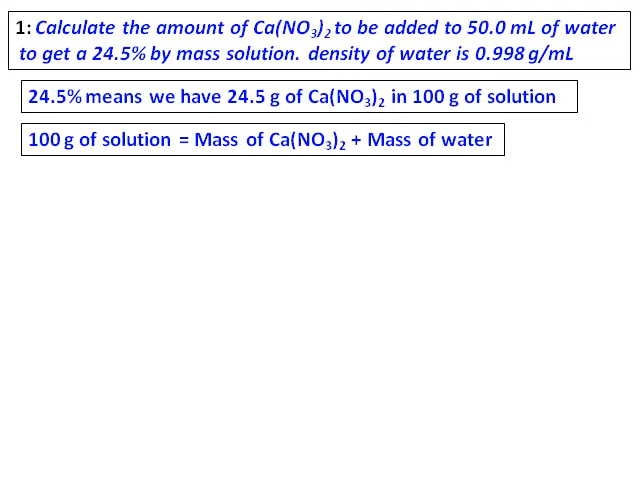 1: Calculate the amount of Ca(NO₃)₂ to be added to 50.0 mL of water
to get a 24.5% by mass solution. density of water is 0.998 g/mL
24.5% means we have 24.5 g of Ca(NO₃)₂ in 100 g of solution
100 g of solution = Mass of Ca(NO₃)₂ + Mass of water